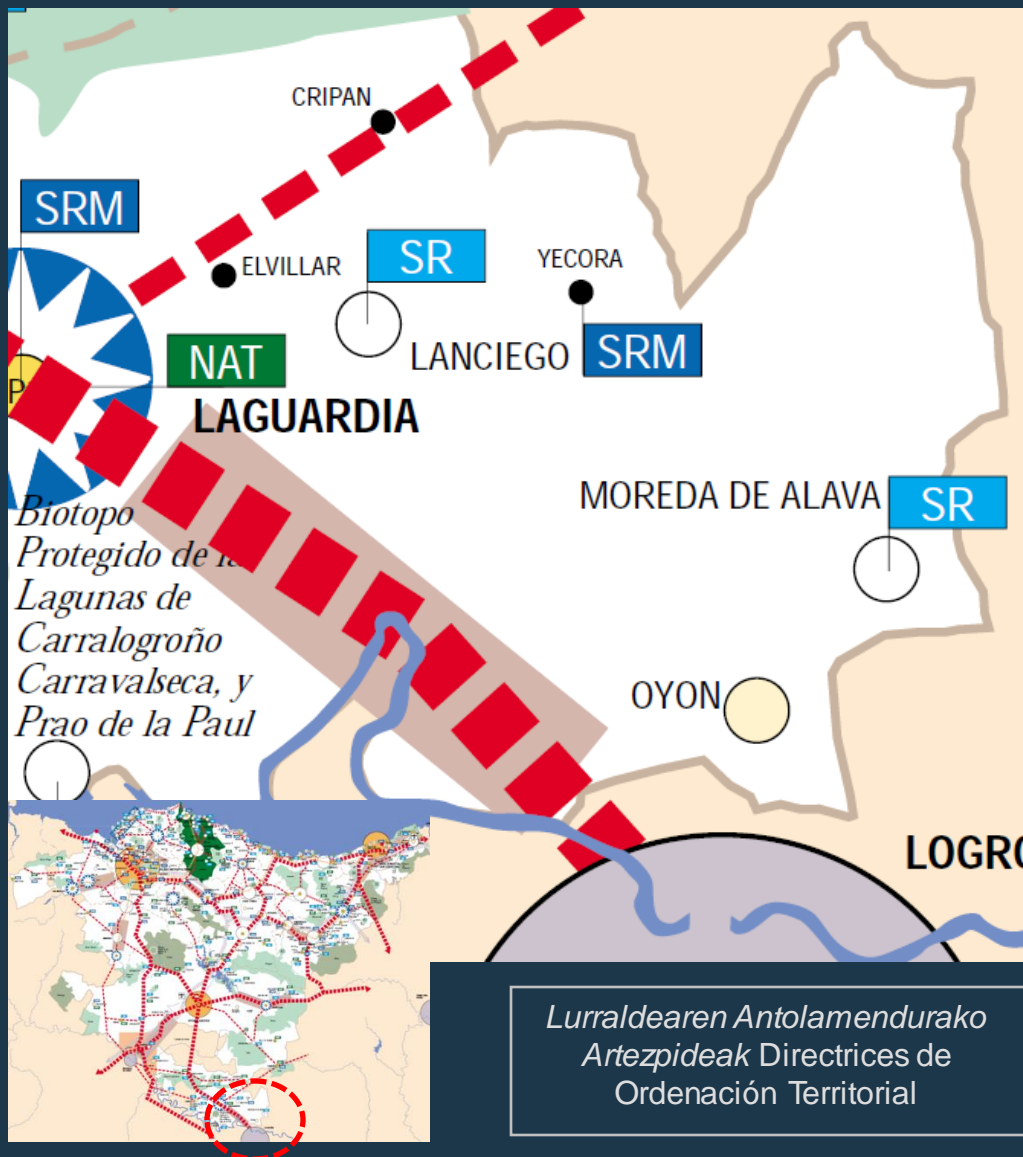 CRIPAN
SRM
ELVILLAR
SR
YECORA
NAT
LANCIEGO
SRM
LAGUARDIA
MOREDA DE ALAVA
SR
Biotopo
Protegido de
Lagunas de
Carralogroño
Carravalseca, y
Prao de la Paul
OYON
LOGRO
Lurraldearen Antolamendurako
Artezpideak Directrices de
Ordenación Territorial